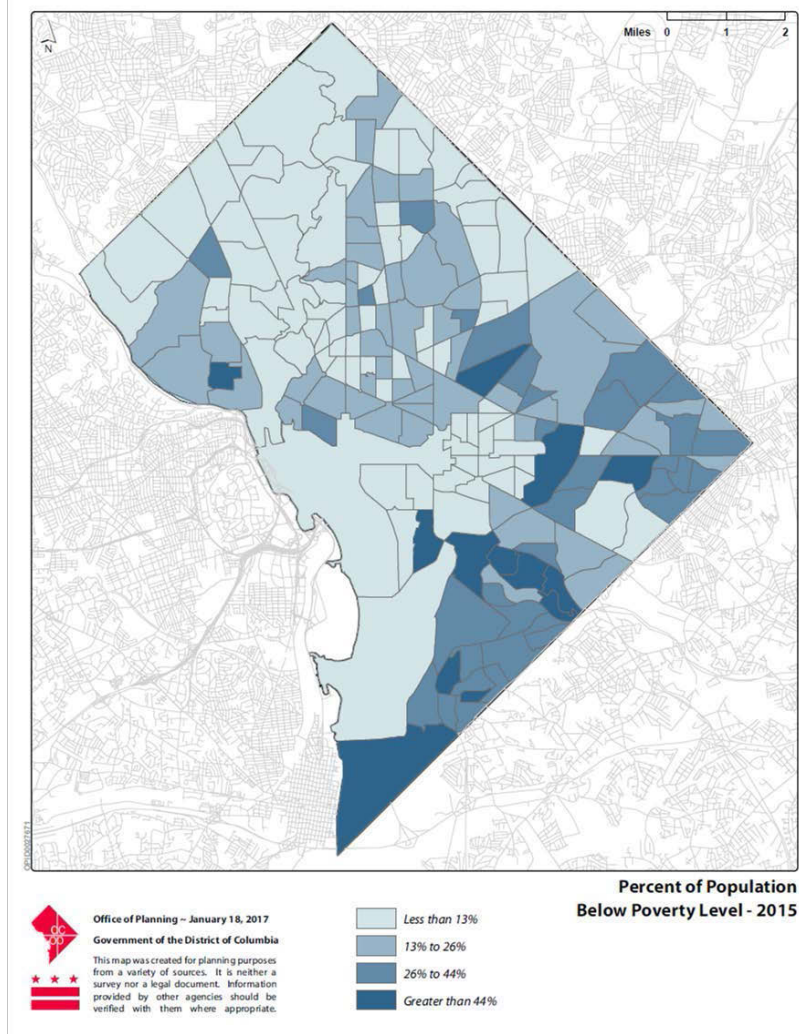 N
Miles 0 1 2
Percent of Population
Below Poverty Level - 2015
Office of Planning ~ January 18, 2017
Government of the District of Columbia
This map was created for planning purposes
from a variety of sources. It is neither a
survey nor a legal document. Information
provided by other agencies should be
verified with them where appropriate.
DC
OP
Less than 13%
13% to 26%
26% to 44%
Greater than 44%